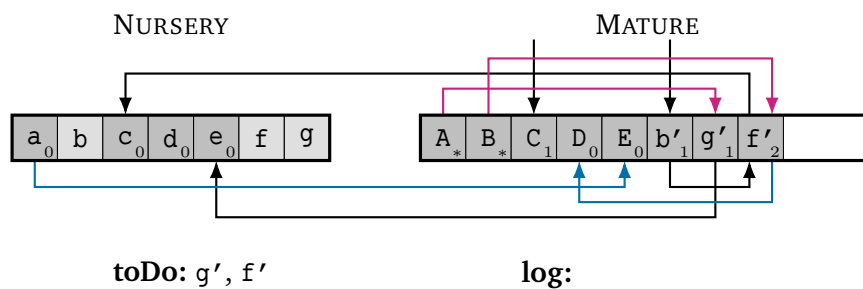 NURSERY MATURE
a₀ b c₀ d₀ e₀ f g A* B* C₁ D₀ E₀ b′₁ g′₁ f′₂
toDo: g′, f′ log: